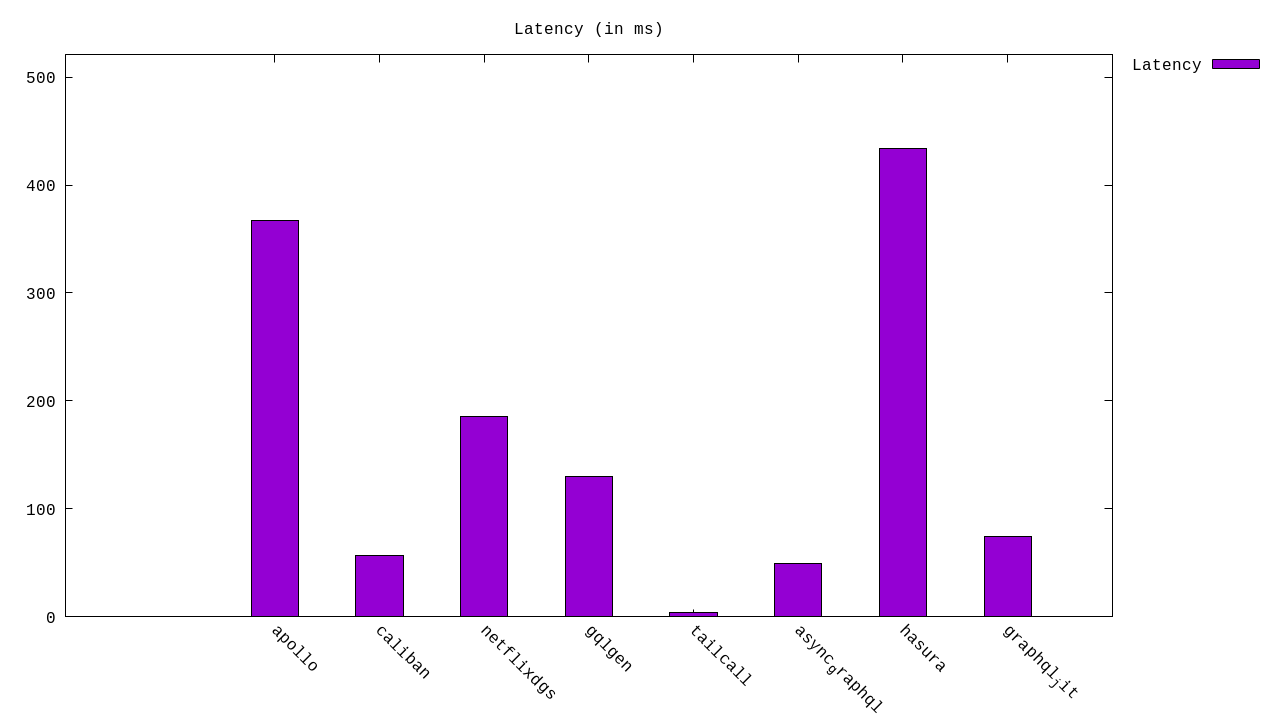 Latency (in ms)
Latency
500
400
300
200
100
0
apollo
caliban
netflixdgs
gqlgen
tailcall
async_graphql
hasura
graphql_jit